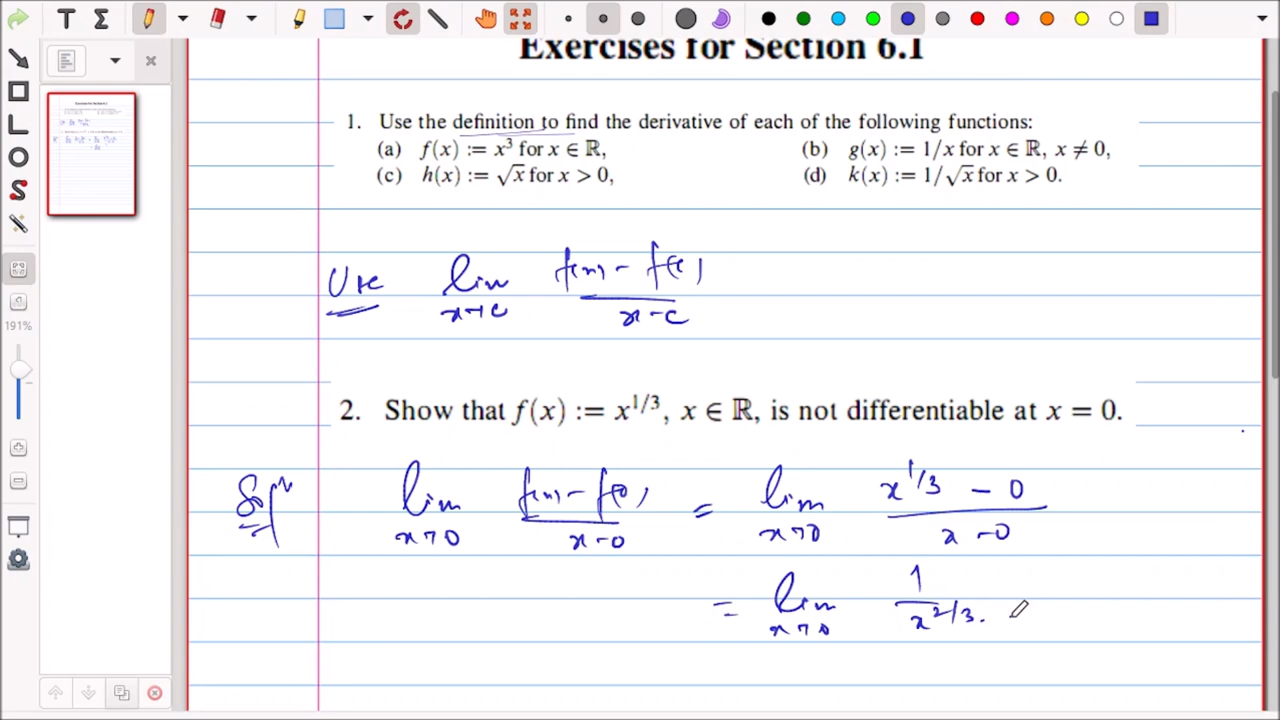 T Σ
Exercises for Section 6.1
1. Use the definition to find the derivative of each of the following functions:
(a) f(x) := x³ for x ∈ ℝ, (b) g(x) := 1/x for x ∈ ℝ, x ≠ 0,
(c) h(x) := √x for x > 0, (d) k(x) := 1/√x for x > 0.
Use lim x→c (f(x) - f(c))/(x - c)
191%
2. Show that f(x) := x^1/3, x ∈ ℝ, is not differentiable at x = 0.
Solⁿ lim x→0 (f(x) - f(0))/(x - 0) = lim x→0 (x^1/3 - 0)/(x - 0)
= lim x→0 1/x^2/3.